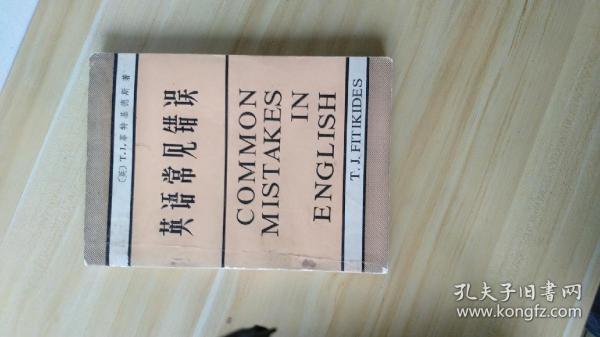 〔英〕T.J.菲特基德斯 著
英语常见错误
COMMON
MISTAKES
IN
ENGLISH
T. J. FITIKIDES
孔夫子旧书网
www.kongfz.com